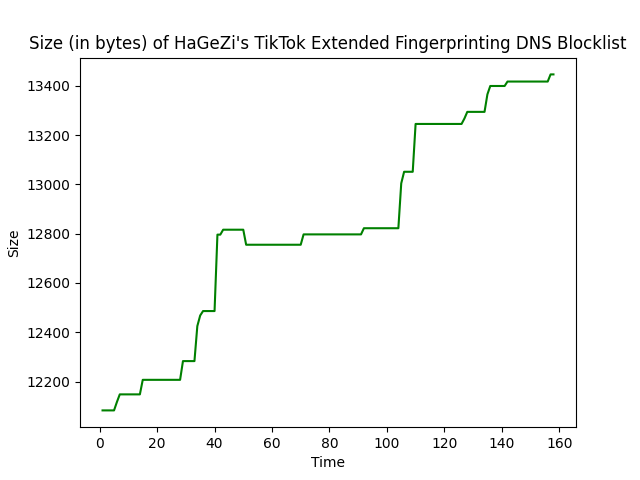 Size (in bytes) of HaGeZi's TikTok Extended Fingerprinting DNS Blocklist
13400
13200
13000
12800
12600
12400
12200
Size
0 20 40 60 80 100 120 140 160
Time